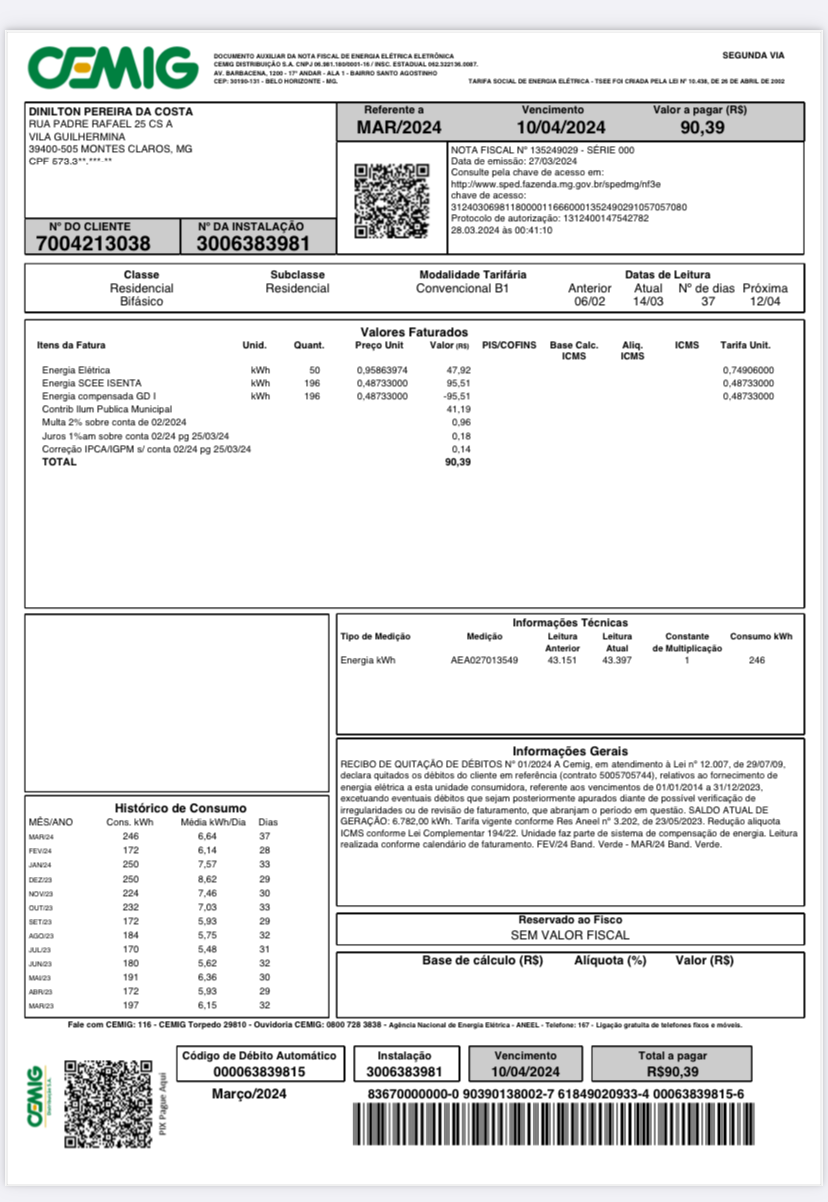 CEMIG
DOCUMENTO AUXILIAR DA NOTA FISCAL DE ENERGIA ELÉTRICA ELETRÔNICA
CEMIG DISTRIBUIÇÃO S.A. CNPJ 06.981.180/0001-16 / INSC. ESTADUAL 062.322136.0087.
AV. BARBACENA, 1200 - 17° ANDAR - ALA 1 - BAIRRO SANTO AGOSTINHO
CEP: 30190-131 - BELO HORIZONTE - MG.
SEGUNDA VIA
TARIFA SOCIAL DE ENERGIA ELÉTRICA - TSEE FOI CRIADA PELA LEI Nº 10.438, DE 26 DE ABRIL DE 2002
DINILTON PEREIRA DA COSTA
RUA PADRE RAFAEL 25 CS A
VILA GUILHERMINA
39400-505 MONTES CLAROS, MG
CPF 673.3**.***-**
Nº DO CLIENTE Nº DA INSTALAÇÃO
7004213038 3006383981
Referente a Vencimento Valor a pagar (R$)
MAR/2024 10/04/2024 90,39
NOTA FISCAL Nº 135249029 - SÉRIE 000
Data de emissão: 27/03/2024
Consulte pela chave de acesso em:
http://www.sped.fazenda.mg.gov.br/spedmg/nf3e
chave de acesso:
31240306981180000116660001352490291057057080
Protocolo de autorização: 1312400147542782
28.03.2024 às 00:41:10
Classe Subclasse Modalidade Tarifária Datas de Leitura
Residencial Residencial Convencional B1 Anterior Atual Nº de dias Próxima
Bifásico 06/02 14/03 37 12/04
Valores Faturados
Itens da Fatura Unid. Quant. Preço Unit Valor (R$) PIS/COFINS Base Calc. ICMS Aliq. ICMS ICMS Tarifa Unit.
Energia Elétrica kWh 50 0,95863974 47,92 0,74906000
Energia SCEE ISENTA kWh 196 0,48733000 95,51 0,48733000
Energia compensada GD I kWh 196 0,48733000 -95,51 0,48733000
Contrib Ilum Publica Municipal 41,19
Multa 2% sobre conta de 02/2024 0,96
Juros 1%am sobre conta 02/24 pg 25/03/24 0,18
Correção IPCA/IGPM s/ conta 02/24 pg 25/03/24 0,14
TOTAL 90,39
Informações Técnicas
Tipo de Medição Medição Leitura Anterior Leitura Atual Constante de Multiplicação Consumo kWh
Energia kWh AEA027013549 43.151 43.397 1 246
Informações Gerais
RECIBO DE QUITAÇÃO DE DÉBITOS Nº 01/2024 A Cemig, em atendimento à Lei nº 12.007, de 29/07/09,
declara quitados os débitos do cliente em referência (contrato 5005705744), relativos ao fornecimento de
energia elétrica a esta unidade consumidora, referente aos vencimentos de 01/01/2014 a 31/12/2023,
excetuando eventuais débitos que sejam posteriormente apurados diante de possível verificação de
irregularidades ou de revisão de faturamento, que abranjam o período em questão. SALDO ATUAL DE
GERAÇÃO: 6.782,00 kWh. Tarifa vigente conforme Res Aneel nº 3.202, de 23/05/2023. Redução aliquota
ICMS conforme Lei Complementar 194/22. Unidade faz parte de sistema de compensação de energia. Leitura
realizada conforme calendário de faturamento. FEV/24 Band. Verde - MAR/24 Band. Verde.
Histórico de Consumo
MÊS/ANO Cons. kWh Média kWh/Dia Dias
MAR/24 246 6,64 37
FEV/24 172 6,14 28
JAN/24 250 7,57 33
DEZ/23 250 8,62 29
NOV/23 224 7,46 30
OUT/23 232 7,03 33
SET/23 172 5,93 29
AGO/23 184 5,75 32
JUL/23 170 5,48 31
JUN/23 180 5,62 32
MAI/23 191 6,36 30
ABR/23 172 5,93 29
MAR/23 197 6,15 32
Reservado ao Fisco
SEM VALOR FISCAL
Base de cálculo (R$) Alíquota (%) Valor (R$)
Fale com CEMIG: 116 - CEMIG Torpedo 29810 - Ouvidoria CEMIG: 0800 728 3838 - Agência Nacional de Energia Elétrica - ANEEL - Telefone: 167 - Ligação gratuita de telefones fixos e móveis.
CEMIG
Distribuição S.A.
PIX Pague Aqui
Código de Débito Automático Instalação Vencimento Total a pagar
000063839815 3006383981 10/04/2024 R$90,39
Março/2024 83670000000-0 90390138002-7 61849020933-4 00063839815-6